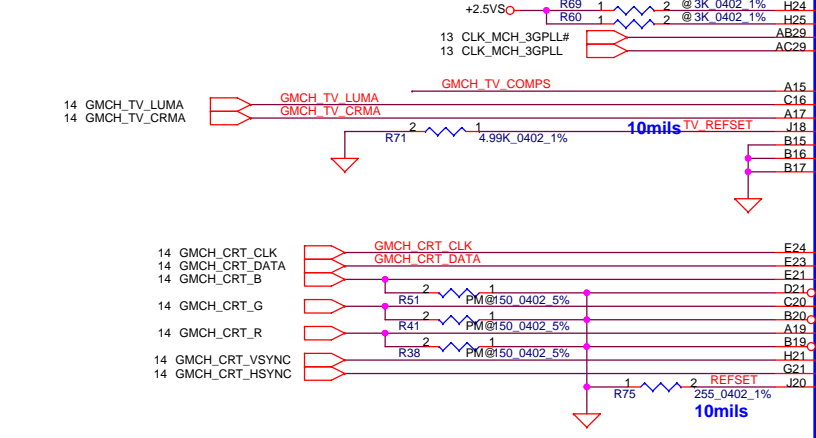 R69 1 2 @3K_0402_1% H24
+2.5VS
R60 1 2 @3K_0402_1% H25
13 CLK_MCH_3GPLL# AB29
13 CLK_MCH_3GPLL AC29
GMCH_TV_COMPS A15
14 GMCH_TV_LUMA GMCH_TV_LUMA C16
14 GMCH_TV_CRMA GMCH_TV_CRMA A17
R71 2 1 4.99K_0402_1% 10mils TV_REFSET J18
B15
B16
B17
14 GMCH_CRT_CLK GMCH_CRT_CLK E24
14 GMCH_CRT_DATA GMCH_CRT_DATA E23
14 GMCH_CRT_B E21
R51 2 1 PM@150_0402_5% D21
14 GMCH_CRT_G C20
R41 2 1 PM@150_0402_5% B20
14 GMCH_CRT_R A19
R38 2 1 PM@150_0402_5% B19
14 GMCH_CRT_VSYNC H21
14 GMCH_CRT_HSYNC G21
R75 1 2 REFSET J20
255_0402_1%
10mils